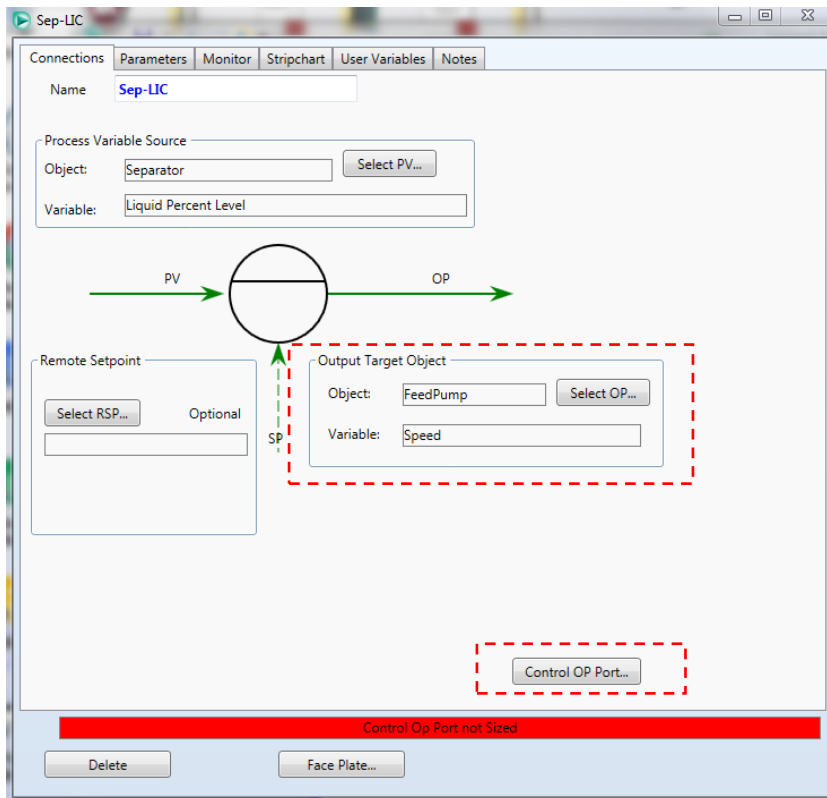 Sep-LIC
Connections Parameters Monitor Stripchart User Variables Notes
Name Sep-LIC
Process Variable Source
Object: Separator Select PV...
Variable: Liquid Percent Level
PV OP
Remote Setpoint
Select RSP... Optional
SP
Output Target Object
Object: FeedPump Select OP...
Variable: Speed
Control OP Port...
Control Op Port not Sized
Delete Face Plate...